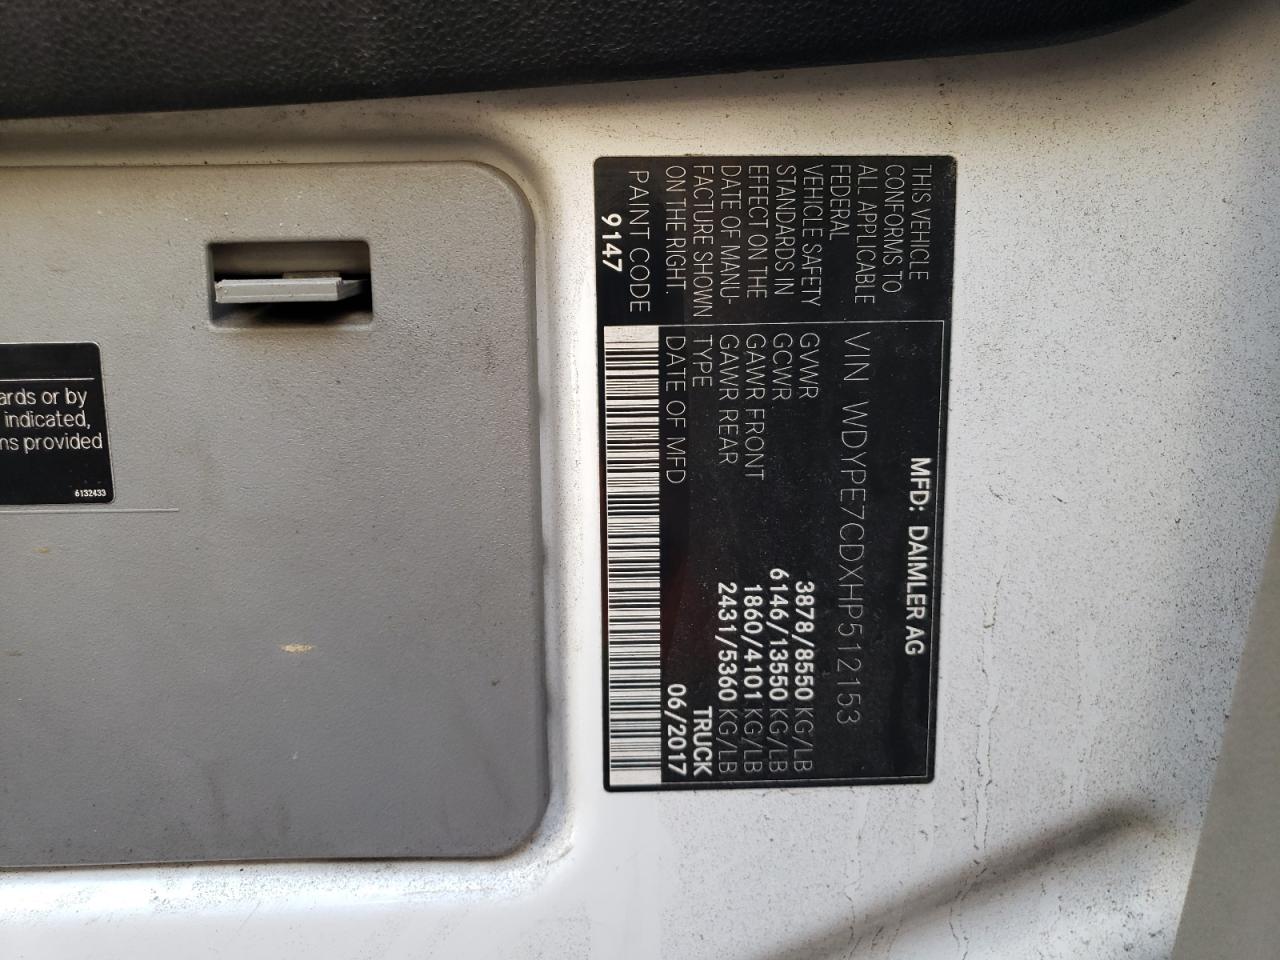 THIS VEHICLE
CONFORMS TO
ALL APPLICABLE
FEDERAL
VEHICLE SAFETY
STANDARDS IN
EFFECT ON THE
DATE OF MANU-
FACTURE SHOWN
ON THE RIGHT
PAINT CODE
9147
MFD: DAIMLER AG
VIN WDYPE7CDXHP512153
GVWR 3878/8550 KG/LB
GCWR 6146/13550 KG/LB
GAWR FRONT 1860/4101 KG/LB
GAWR REAR 2431/5360 KG/LB
TYPE TRUCK
DATE OF MFD 06/2017
ards or by
indicated,
ns provided
6132433